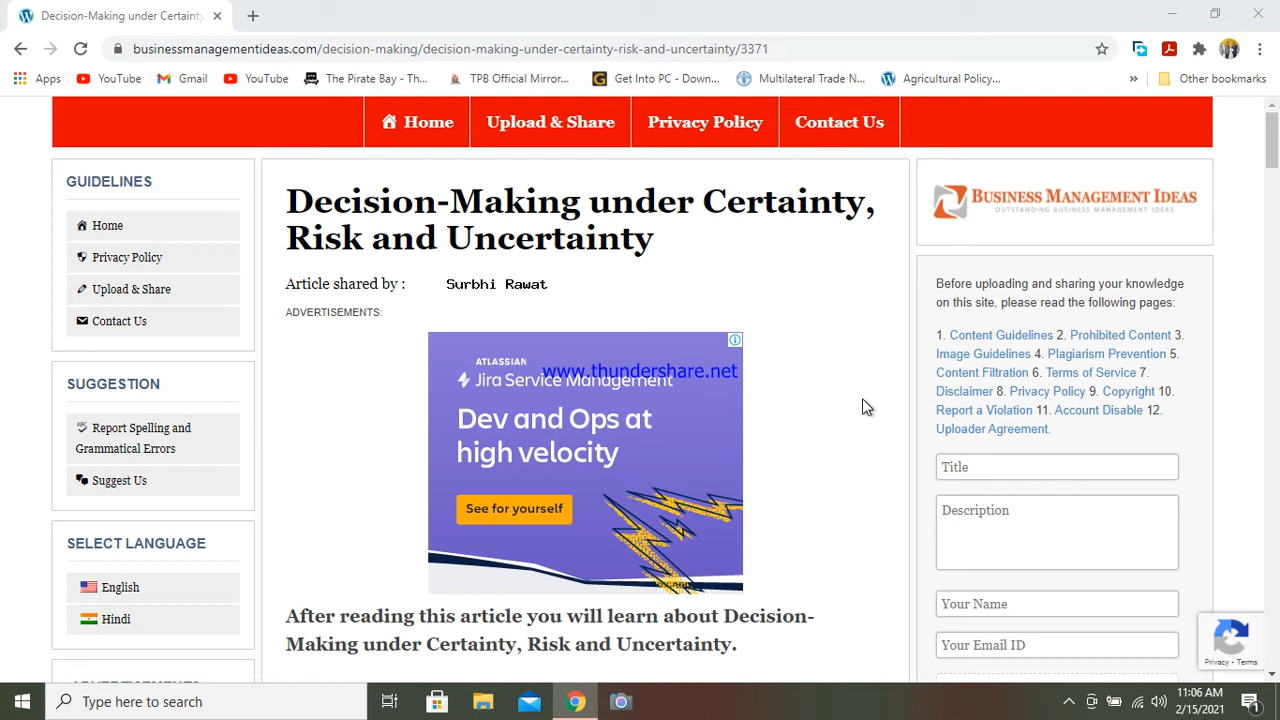 Decision-Making under Certainty
businessmanagementideas.com/decision-making/decision-making-under-certainty-risk-and-uncertainty/3371
Apps
YouTube
Gmail
YouTube
The Pirate Bay - Th...
TPB Official Mirror...
Get Into PC - Down...
Multilateral Trade N...
Agricultural Policy...
»
Other bookmarks
Home
Upload & Share
Privacy Policy
Contact Us
GUIDELINES
Home
Privacy Policy
Upload & Share
Contact Us
SUGGESTION
Report Spelling and
Grammatical Errors
Suggest Us
SELECT LANGUAGE
English
Hindi
Decision-Making under Certainty,
Risk and Uncertainty
Article shared by : Surbhi Rawat
ADVERTISEMENTS:
ATLASSIAN
www.thundershare.net
Jira Service Management
Dev and Ops at
high velocity
See for yourself
After reading this article you will learn about Decision-
Making under Certainty, Risk and Uncertainty.
BUSINESS MANAGEMENT IDEAS
OUTSTANDING BUSINESS MANAGEMENT IDEAS
Before uploading and sharing your knowledge
on this site, please read the following pages:
1. Content Guidelines 2. Prohibited Content 3.
Image Guidelines 4. Plagiarism Prevention 5.
Content Filtration 6. Terms of Service 7.
Disclaimer 8. Privacy Policy 9. Copyright 10.
Report a Violation 11. Account Disable 12.
Uploader Agreement.
Title
Description
Your Name
Your Email ID
Privacy - Terms
Type here to search
11:06 AM
2/15/2021
1